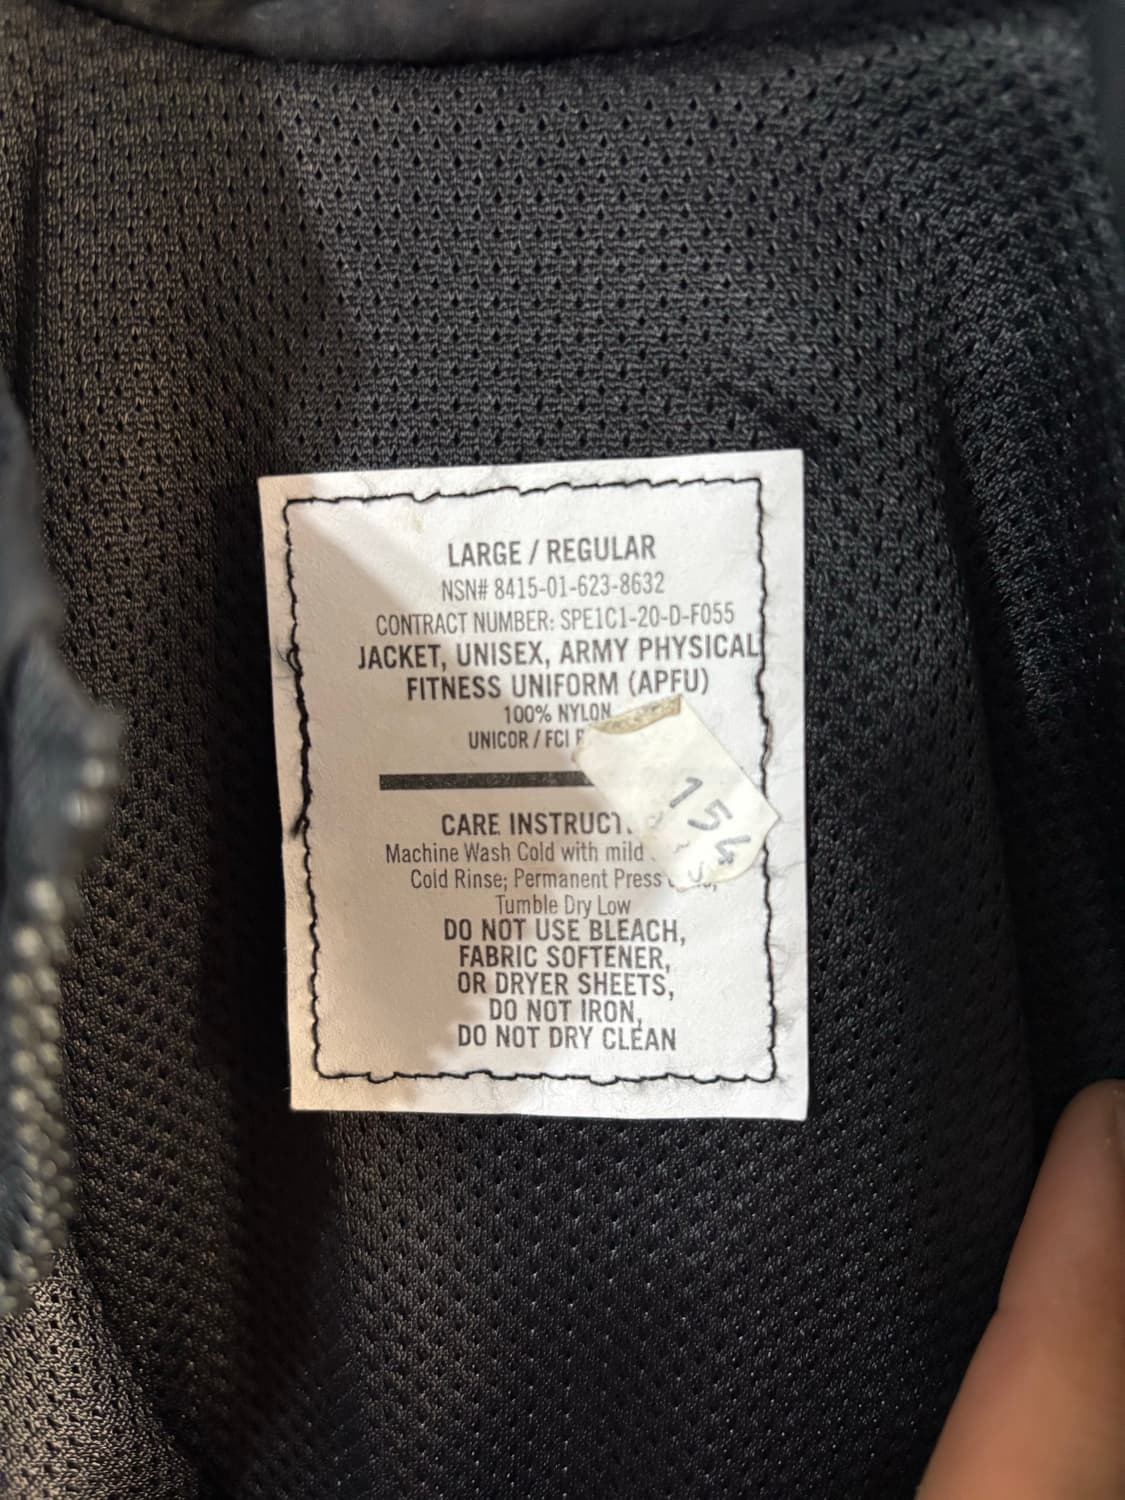 LARGE / REGULAR
NSN# 8415-01-623-8632
CONTRACT NUMBER: SPE1C1-20-D-F055
JACKET, UNISEX, ARMY PHYSICAL
FITNESS UNIFORM (APFU)
100% NYLON
UNICOR / FCI
154
CARE
Machine Wash Cold with mild
Cold Rinse; Permanent Press
Tumble Dry Low
DO NOT USE BLEACH,
FABRIC SOFTENER,
OR DRYER SHEETS,
DO NOT IRON,
DO NOT DRY CLEAN